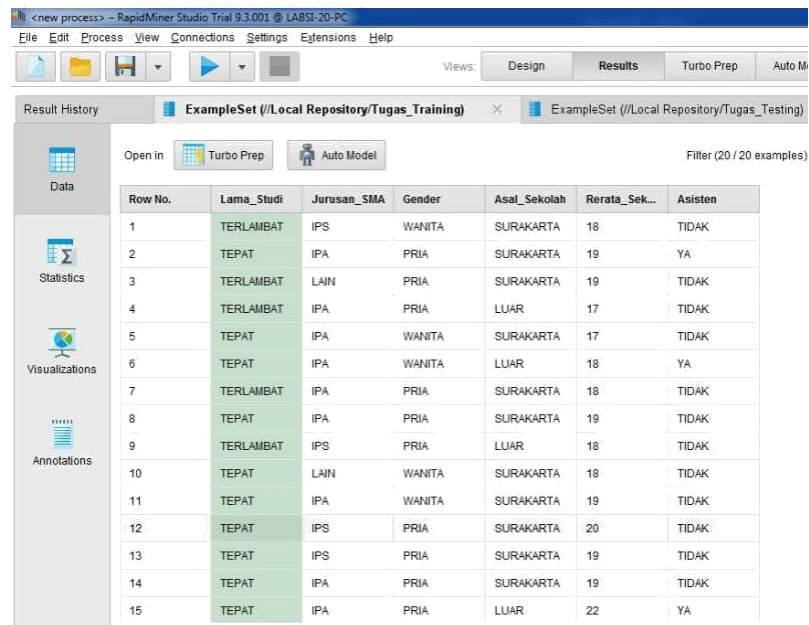 <new process> – RapidMiner Studio Trial 9.3.001 @ LABSI-20-PC
File Edit Process View Connections Settings Extensions Help
Views: Design Results Turbo Prep Auto M
Result History ExampleSet (//Local Repository/Tugas_Training) ExampleSet (//Local Repository/Tugas_Testing)
Open in Turbo Prep Auto Model Filter (20 / 20 examples)
Data
Statistics
Visualizations
Annotations
Row No. Lama_Studi Jurusan_SMA Gender Asal_Sekolah Rerata_Sek... Asisten
1 TERLAMBAT IPS WANITA SURAKARTA 18 TIDAK
2 TEPAT IPA PRIA SURAKARTA 19 YA
3 TERLAMBAT LAIN PRIA SURAKARTA 19 TIDAK
4 TERLAMBAT IPA PRIA LUAR 17 TIDAK
5 TEPAT IPA WANITA SURAKARTA 17 TIDAK
6 TEPAT IPA WANITA LUAR 18 YA
7 TERLAMBAT IPA PRIA SURAKARTA 18 TIDAK
8 TEPAT IPA PRIA SURAKARTA 19 TIDAK
9 TERLAMBAT IPS PRIA LUAR 18 TIDAK
10 TEPAT LAIN WANITA SURAKARTA 18 TIDAK
11 TEPAT IPA WANITA SURAKARTA 19 TIDAK
12 TEPAT IPS PRIA SURAKARTA 20 TIDAK
13 TEPAT IPS PRIA SURAKARTA 19 TIDAK
14 TEPAT IPA PRIA SURAKARTA 19 TIDAK
15 TEPAT IPA PRIA LUAR 22 YA